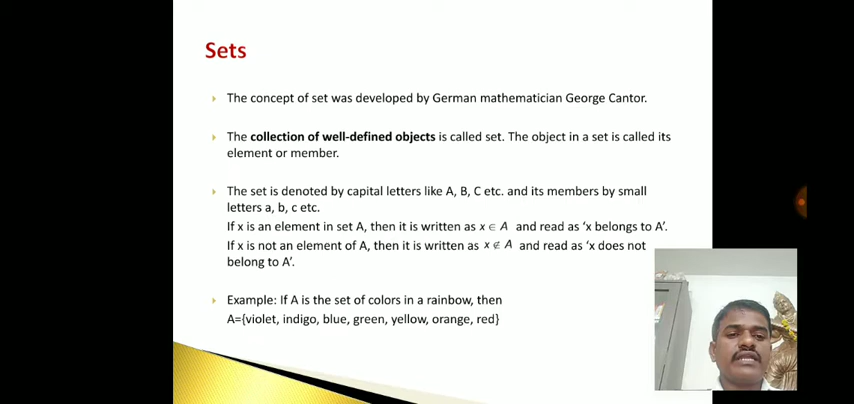 Sets
The concept of set was developed by German mathematician George Cantor.
The collection of well-defined objects is called set. The object in a set is called its
element or member.
The set is denoted by capital letters like A, B, C etc. and its members by small
letters a, b, c etc.
If x is an element in set A, then it is written as x ∈ A and read as ‘x belongs to A’.
If x is not an element of A, then it is written as x ∉ A and read as ‘x does not
belong to A’.
Example: If A is the set of colors in a rainbow, then
A={violet, indigo, blue, green, yellow, orange, red}